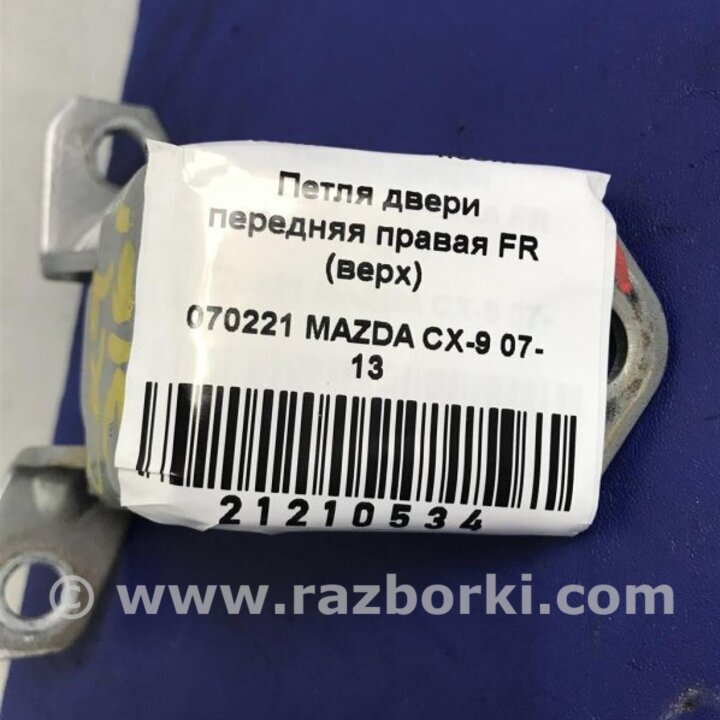 Петля двери
передняя правая FR
(верх)
070221 MAZDA CX-9 07-
13
21210534
© www.razborki.com